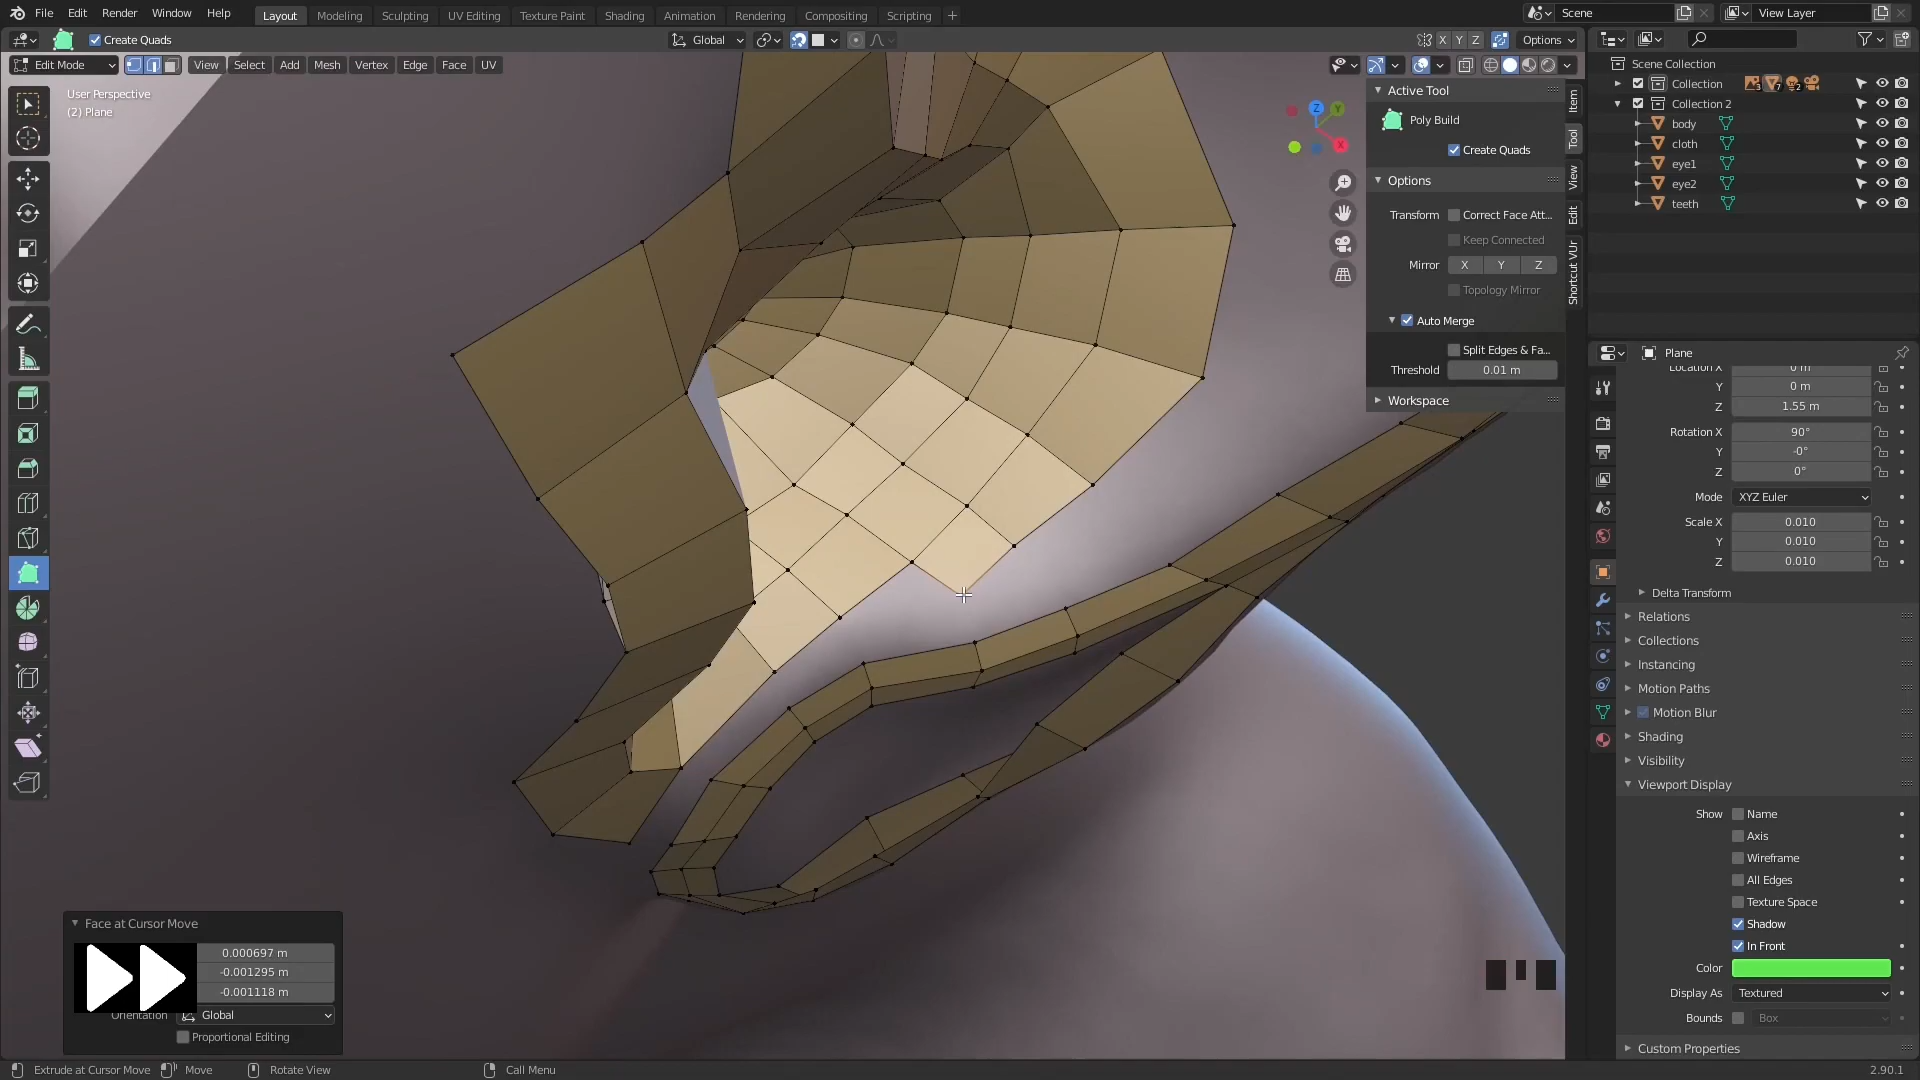 File Edit Render Window Help Layout Modeling Sculpting UV Editing Texture Paint Shading Animation Rendering Compositing Scripting + Scene View Layer
Create Quads Global X Y Z Options
Edit Mode View Select Add Mesh Vertex Edge Face UV
User Perspective
(2) Plane
Z Y X
Active Tool
Poly Build
Create Quads
Options
Transform Correct Face Att...
Keep Connected
Mirror X Y Z
Topology Mirror
Auto Merge
Split Edges & Fa...
Threshold 0.01 m
Workspace
Item
Tool
View
Edit
Shortcut VUr
Scene Collection
Collection 3 7 2
Collection 2
body
cloth
eye1
eye2
teeth
Plane
Location X 0 m
Y 0 m
Z 1.55 m
Rotation X 90°
Y -0°
Z 0°
Mode XYZ Euler
Scale X 0.010
Y 0.010
Z 0.010
Delta Transform
Relations
Collections
Instancing
Motion Paths
Motion Blur
Shading
Visibility
Viewport Display
Show Name
Axis
Wireframe
All Edges
Texture Space
Shadow
In Front
Color
Display As Textured
Bounds Box
Custom Properties
Face at Cursor Move
0.000697 m
-0.001295 m
-0.001118 m
Orientation Global
Proportional Editing
Extrude at Cursor Move Move Rotate View Call Menu 2.90.1